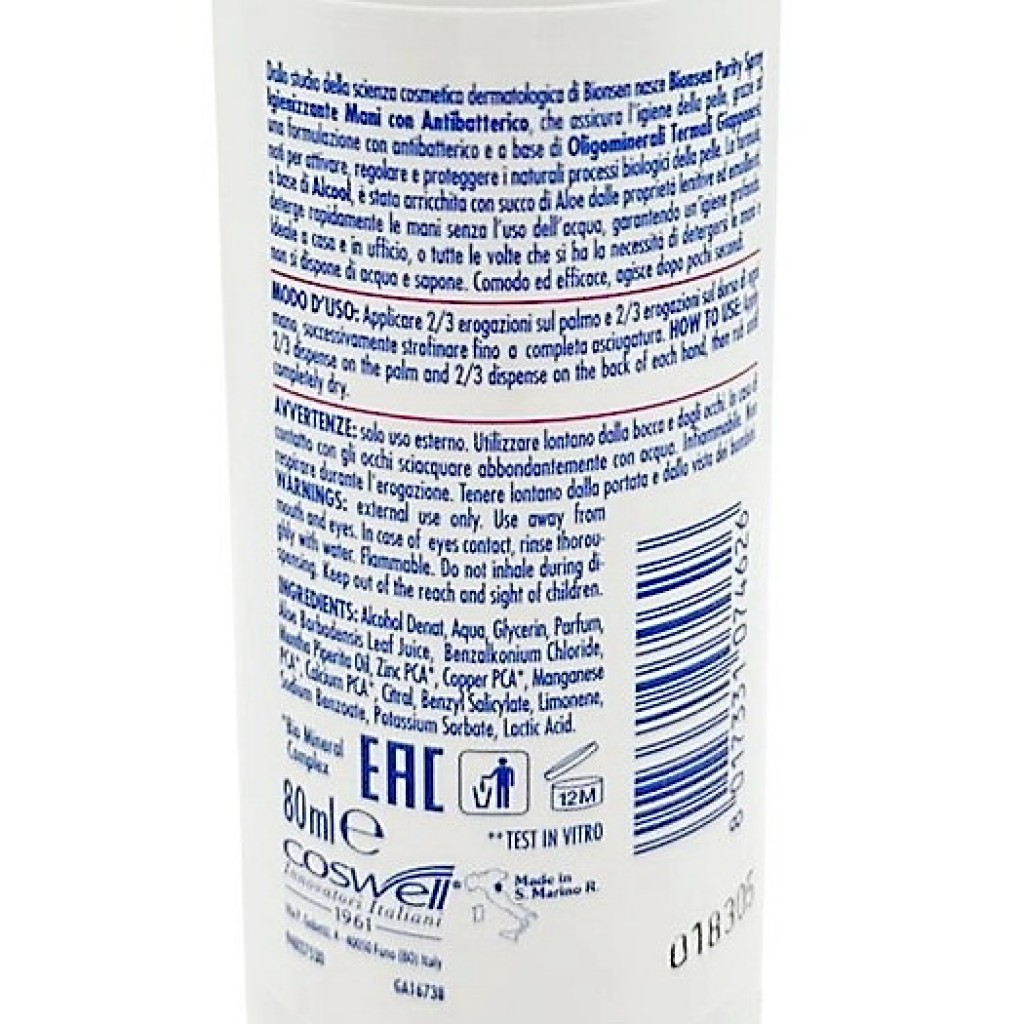 Dallo studio della scienza cosmetica dermatologica di Bionsen nasce Bionsen Purity Spray
Igienizzante Mani con Antibatterico, che assicura l'igiene della pelle, grazie ad
una formulazione con antibatterico e a base di Oligominerali Termali Giapponesi,
nati per attivare, regolare e proteggere i naturali processi biologici della pelle. La formula,
a base di Alcool, è stata arricchita con succo di Aloe dalle proprietà lenitive ed emollienti,
deterge rapidamente le mani senza l'uso dell'acqua, garantendo un'igiene profonda.
Ideale a casa e in ufficio, o tutte le volte che si ha la necessità di detergersi le mani e
non si dispone di acqua e sapone. Comodo ed efficace, agisce dopo pochi secondi.
MODO D'USO: Applicare 2/3 erogazioni sul palmo e 2/3 erogazioni sul dorso di ogni
mano, successivamente strofinare fino a completa asciugatura. HOW TO USE: Apply
2/3 dispense on the palm and 2/3 dispense on the back of each hand, then rub until
completely dry.
AVVERTENZE: solo uso esterno. Utilizzare lontano dalla bocca e dagli occhi. In caso di
contatto con gli occhi sciacquare abbondantemente con acqua. Infiammabile. Non
respirare durante l'erogazione. Tenere lontano dalla portata e dalla vista dei bambini.
WARNINGS: external use only. Use away from
mouth and eyes. In case of eyes contact, rinse thorou-
ghly with water. Flammable. Do not inhale during di-
spensing. Keep out of the reach and sight of children.
INGREDIENTS: Alcohol Denat, Aqua, Glycerin, Parfum,
Aloe Barbadensis Leaf Juice, Benzalkonium Chloride,
Mentha Piperita Oil, Zinc PCA*, Copper PCA*, Manganese
PCA*, Calcium PCA*, Citral, Benzyl Salicylate, Limonene,
Sodium Benzoate, Potassium Sorbate, Lactic Acid.
*Bio Mineral
Complex
EAC
12M
80ml e
**TEST IN VITRO
coswell®
Innovatori Italiani
1961
40050 Funo (BO) Italy
Made in
S. Marino R.
GA16738
8 017331 074626
018305